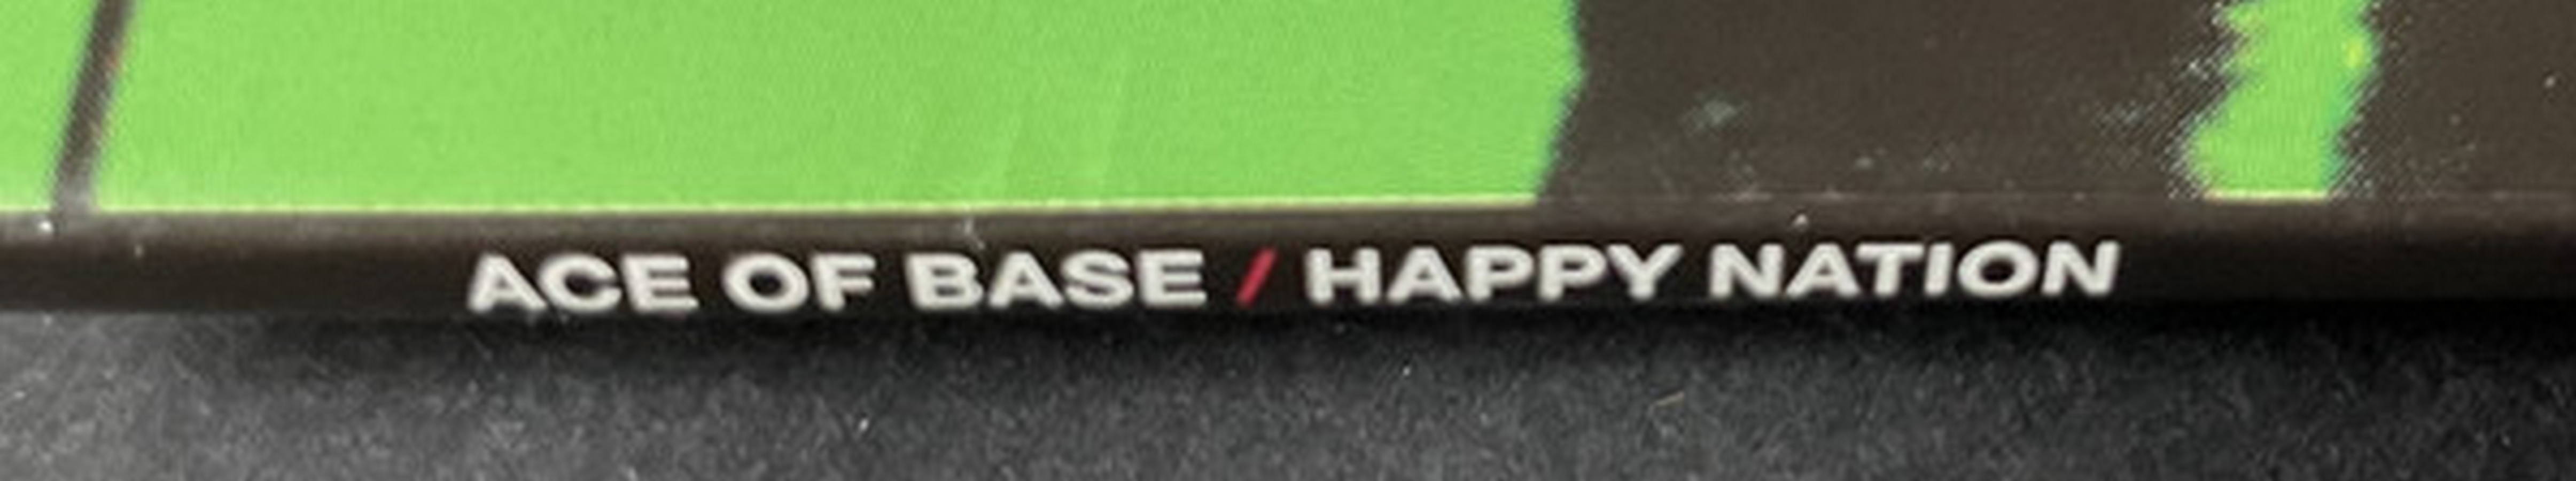 ACE OF BASE / HAPPY NATION